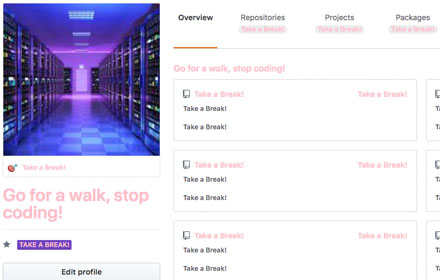 Overview
Repositories
Take a Break!
Projects
Take a Break!
Packages
Take a Break!
Take a Break!
Go for a walk, stop
coding!
TAKE A BREAK!
Edit profile
Go for a walk, stop coding!
Take a Break! Take a Break!
Take a Break!
Take a Break!
Take a Break! Take a Break!
Take a Break!
Take a Break!
Take a Break! Take a Break!
Take a Break!
Take a Break!